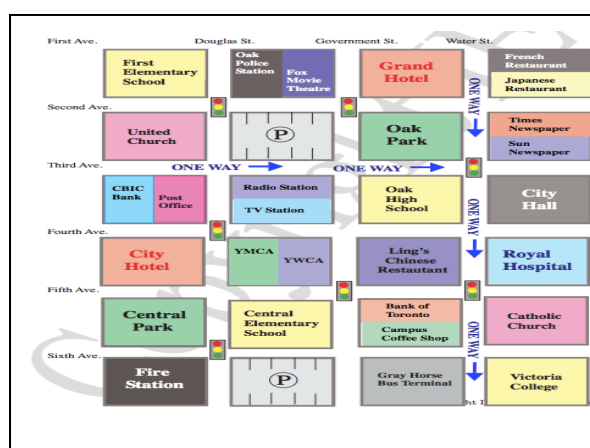 First Ave.
Douglas St.
Government St.
Water St.
First
Elementary
School
Oak
Police
Station
Fox
Movie
Theatre
Grand
Hotel
French
Restaurant
Japanese
Restaurant
ONE WAY
Second Ave.
United
Church
P
Oak
Park
Times
Newspaper
Sun
Newspaper
Third Ave.
ONE WAY
ONE WAY
CBIC
Bank
Post
Office
Radio Station
TV Station
Oak
High
School
ONE WAY
City
Hall
Fourth Ave.
City
Hotel
YMCA
YWCA
Ling's
Chinese
Restautant
Royal
Hospital
Fifth Ave.
Central
Park
Central
Elementary
School
Bank of
Toronto
Campus
Coffee Shop
ONE WAY
Catholic
Church
Sixth Ave.
Fire
Station
P
Gray Horse
Bus Terminal
Victoria
College